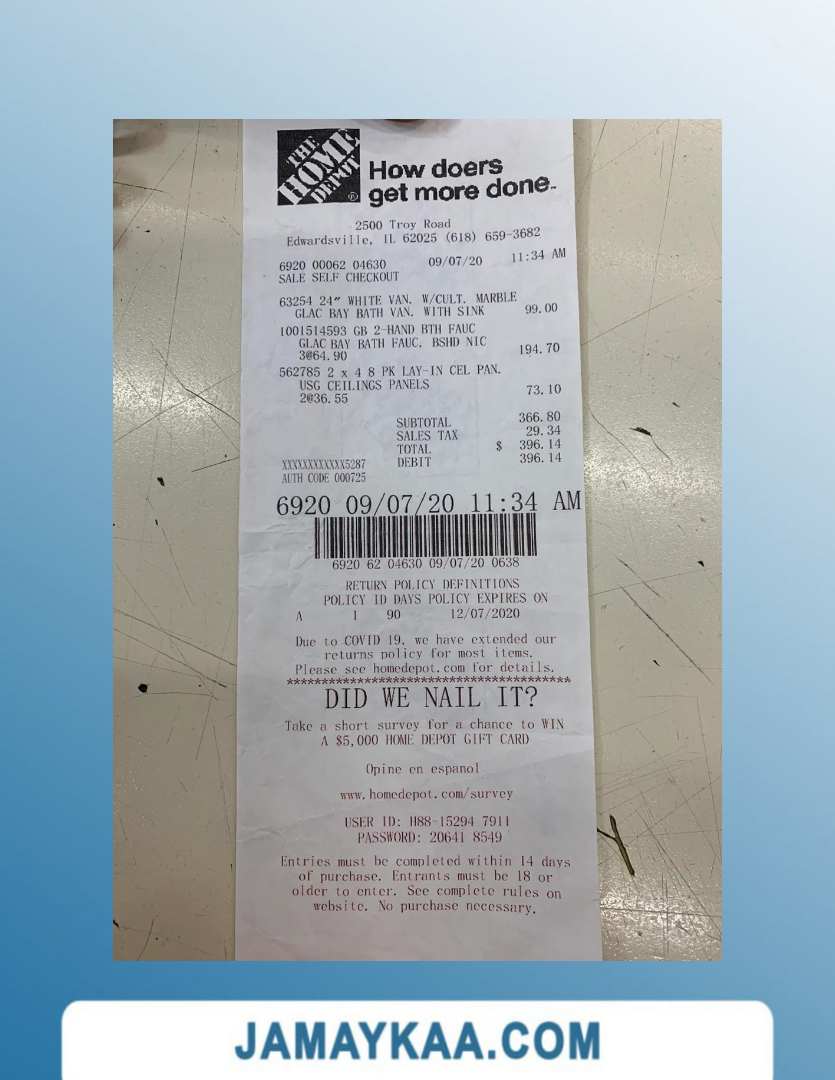 THE
HOME
DEPOT
®
How doers
get more done™
2500 Troy Road
Edwardsville, IL 62025 (618) 659-3682
6920 00062 04630 09/07/20 11:34 AM
SALE SELF CHECKOUT
63254 24" WHITE VAN. W/CULT. MARBLE
GLAC BAY BATH VAN. WITH SINK 99.00
1001514593 GB 2-HAND BTH FAUC
GLAC BAY BATH FAUC. BSHD NIC
3@64.90 194.70
562785 2 x 4 8 PK LAY-IN CEL PAN.
USG CEILINGS PANELS
2@36.55 73.10
SUBTOTAL 366.80
SALES TAX 29.34
TOTAL $ 396.14
XXXXXXXXXXXX5287 DEBIT 396.14
AUTH CODE 000725
6920 09/07/20 11:34 AM
6920 62 04630 09/07/20 0638
RETURN POLICY DEFINITIONS
POLICY ID DAYS POLICY EXPIRES ON
A 1 90 12/07/2020
Due to COVID 19, we have extended our
returns policy for most items.
Please see homedepot.com for details.
****************************************
DID WE NAIL IT?
Take a short survey for a chance to WIN
A $5,000 HOME DEPOT GIFT CARD
Opine en espanol
www.homedepot.com/survey
USER ID: H88-15294 7911
PASSWORD: 20641 8549
Entries must be completed within 14 days
of purchase. Entrants must be 18 or
older to enter. See complete rules on
website. No purchase necessary.
JAMAYKAA.COM